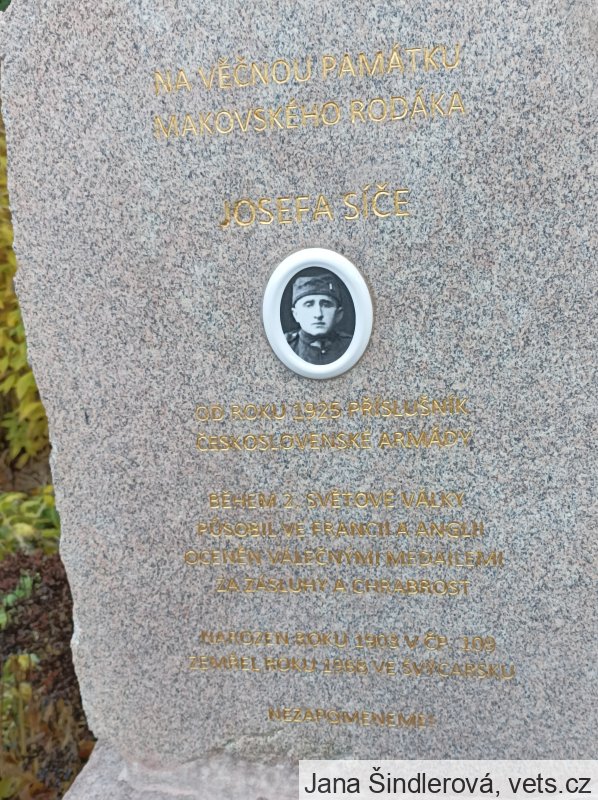 NA VĚČNOU PAMÁTKU
MAKOVSKÉHO RODÁKA
JOSEFA SÍČE
OD ROKU 1925 PŘÍSLUŠNÍK
ČESKOSLOVENSKÉ ARMÁDY
BĚHEM 2. SVĚTOVÉ VÁLKY
PŮSOBIL VE FRANCII A ANGLII
OCENĚN VÁLEČNÝMI MEDAILEMI
ZA ZÁSLUHY A CHRABROST
NAROZEN ROKU 1903 V ČP. 109
ZEMŘEL ROKU 1968 VE ŠVÝCARSKU
NEZAPOMENEME!
Jana Šindlerová, vets.cz